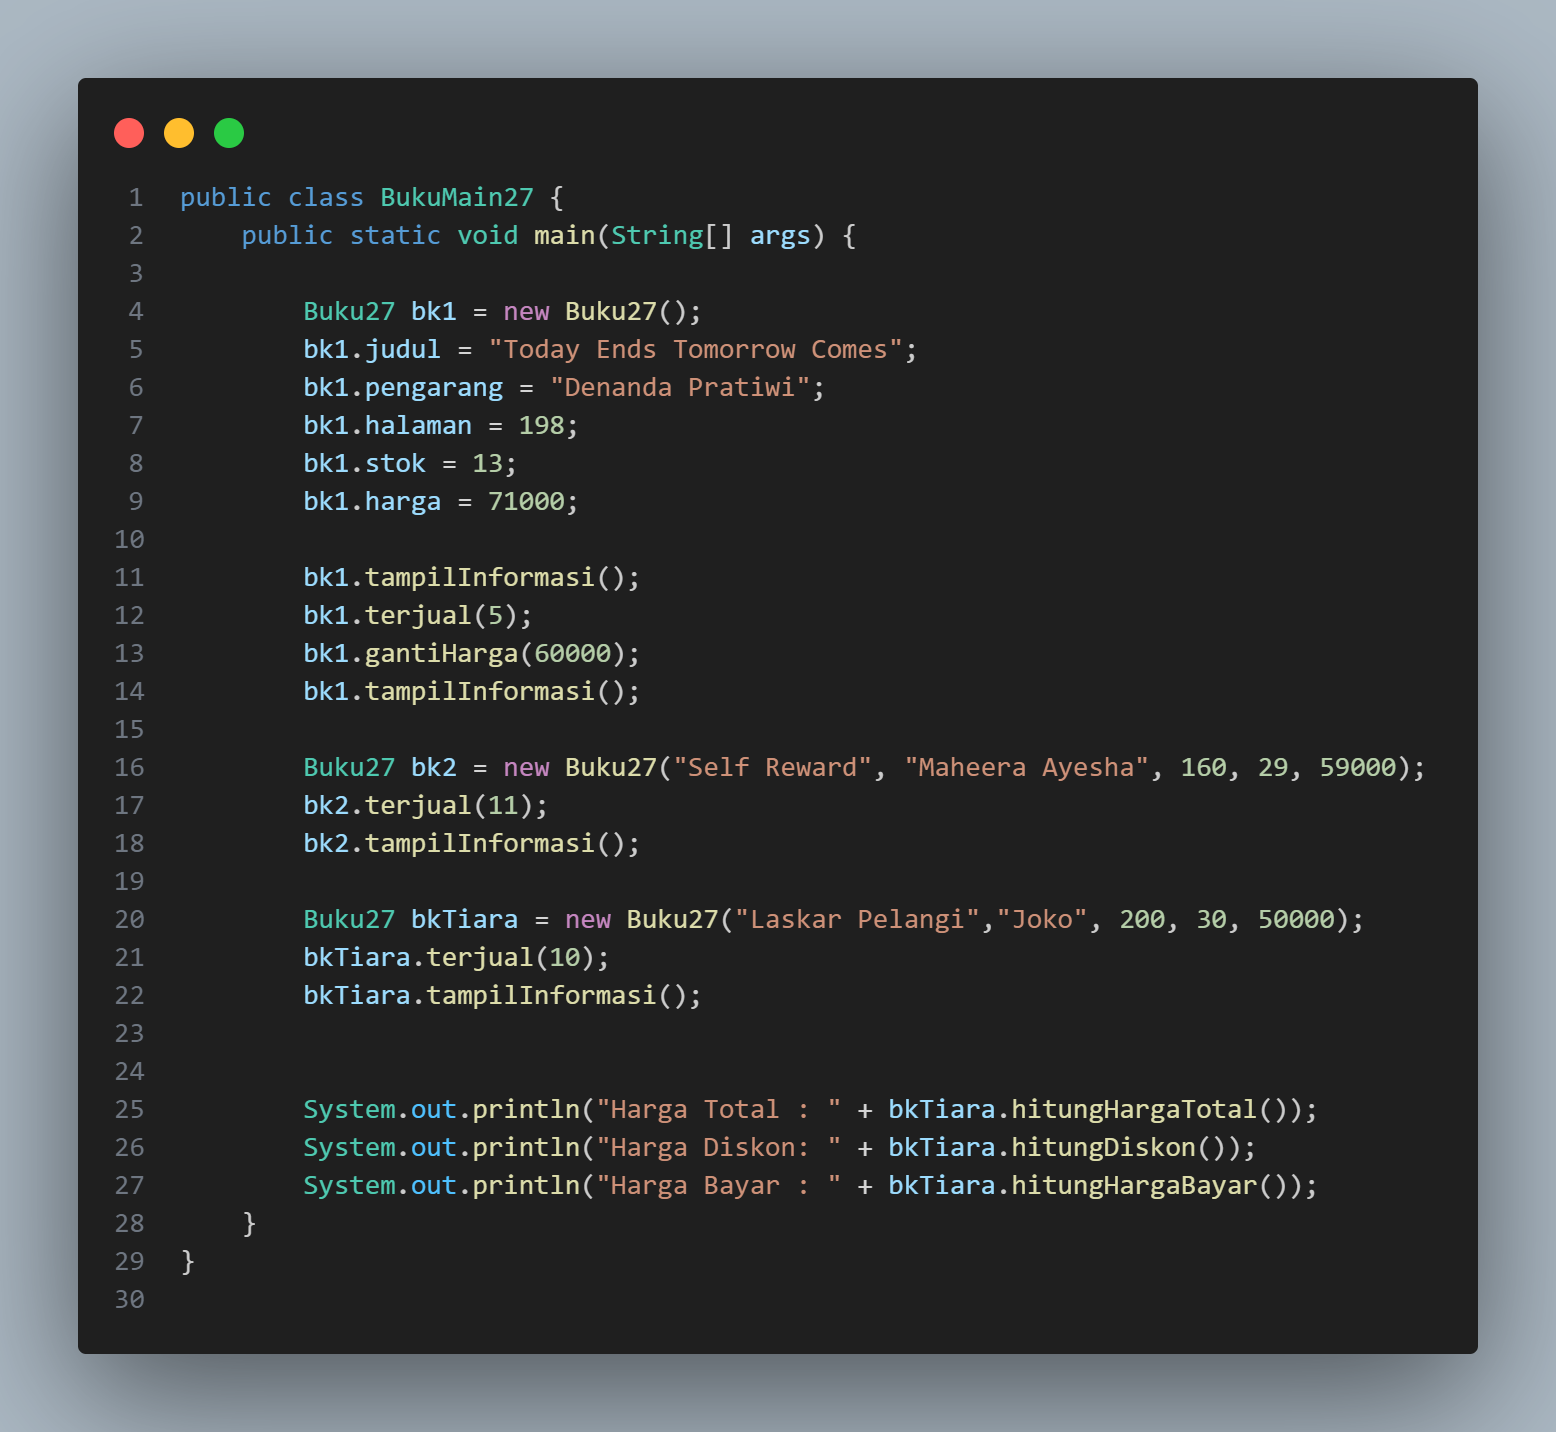 1 public class BukuMain27 {
2     public static void main(String[] args) {
3
4         Buku27 bk1 = new Buku27();
5         bk1.judul = "Today Ends Tomorrow Comes";
6         bk1.pengarang = "Denanda Pratiwi";
7         bk1.halaman = 198;
8         bk1.stok = 13;
9         bk1.harga = 71000;
10
11         bk1.tampilInformasi();
12         bk1.terjual(5);
13         bk1.gantiHarga(60000);
14         bk1.tampilInformasi();
15
16         Buku27 bk2 = new Buku27("Self Reward", "Maheera Ayesha", 160, 29, 59000);
17         bk2.terjual(11);
18         bk2.tampilInformasi();
19
20         Buku27 bkTiara = new Buku27("Laskar Pelangi","Joko", 200, 30, 50000);
21         bkTiara.terjual(10);
22         bkTiara.tampilInformasi();
23
24
25         System.out.println("Harga Total : " + bkTiara.hitungHargaTotal());
26         System.out.println("Harga Diskon: " + bkTiara.hitungDiskon());
27         System.out.println("Harga Bayar : " + bkTiara.hitungHargaBayar());
28     }
29 }
30